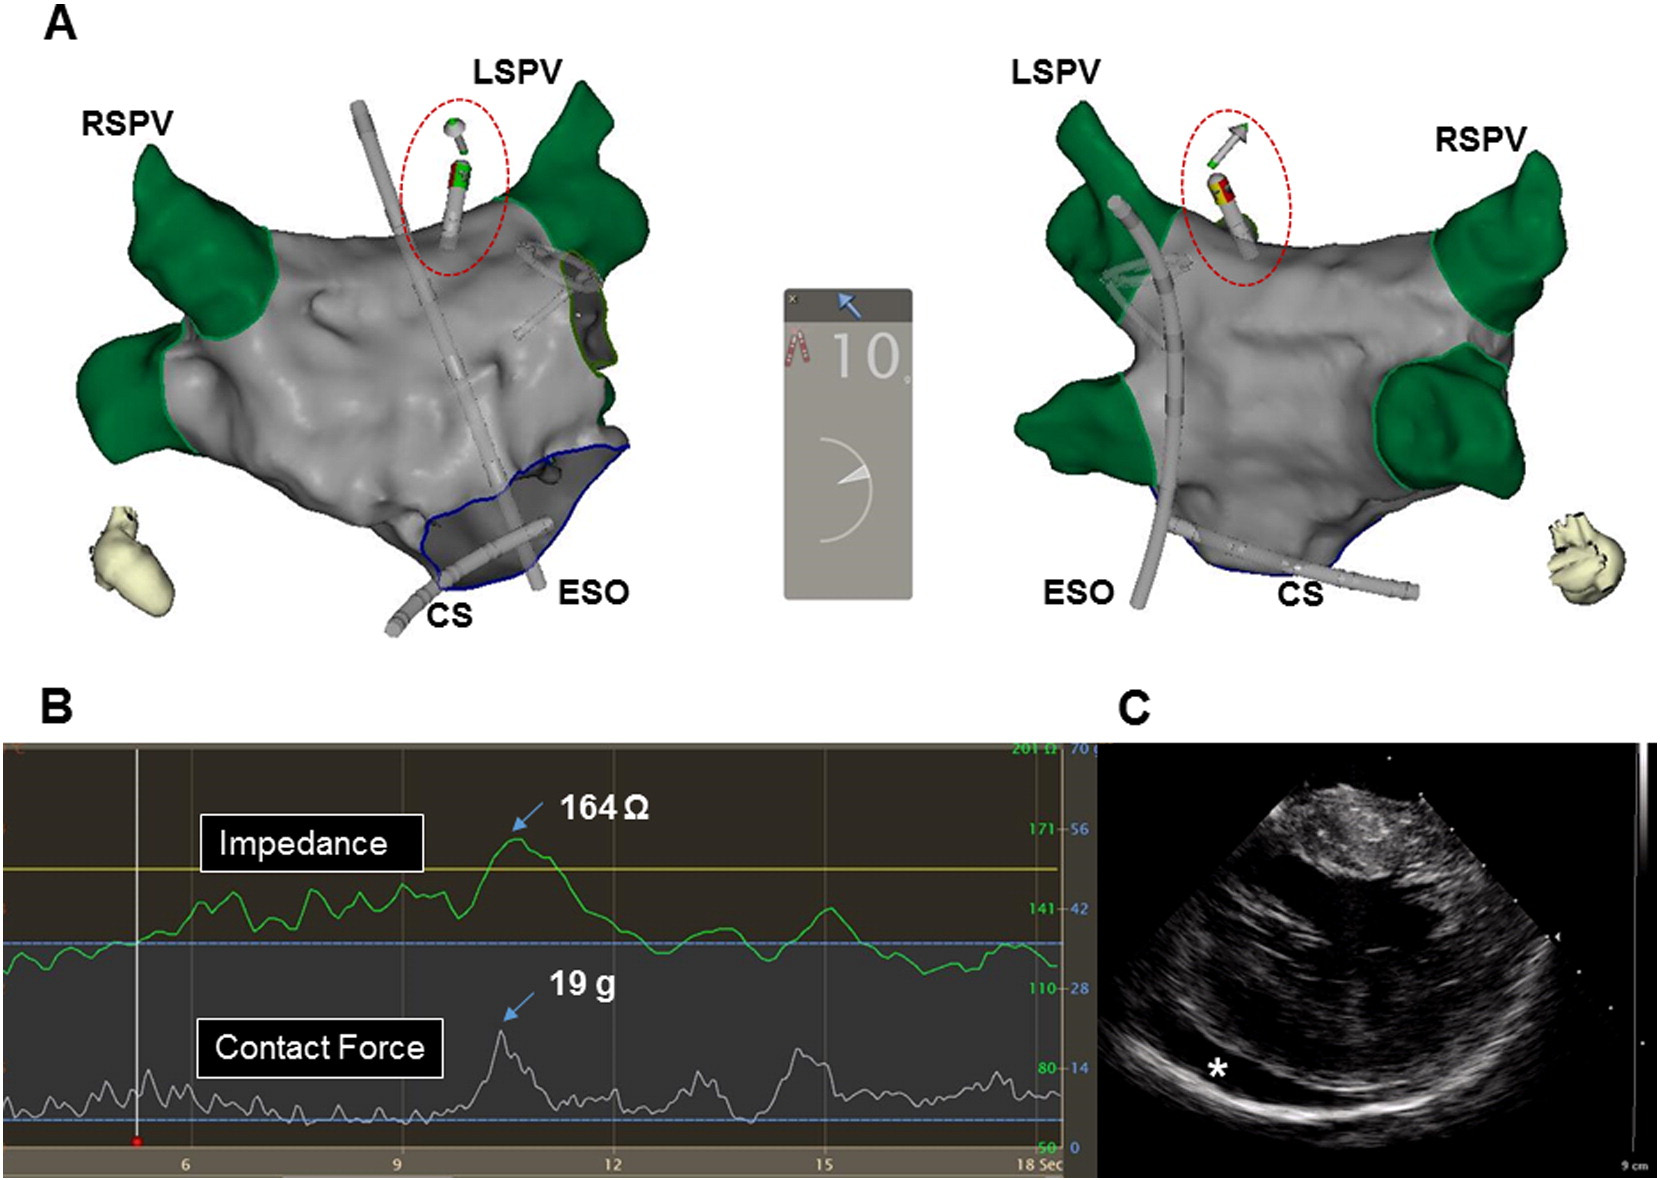 A
LSPV
RSPV
LSPV
RSPV
10
ESO
CS
ESO
CS
B
C
°C
201 Ω 70 g
164 Ω
171 56
Impedance
141 42
19 g
110 28
Contact Force
80 14
*
50 0
6 9 12 15 18 Sec
9 cm